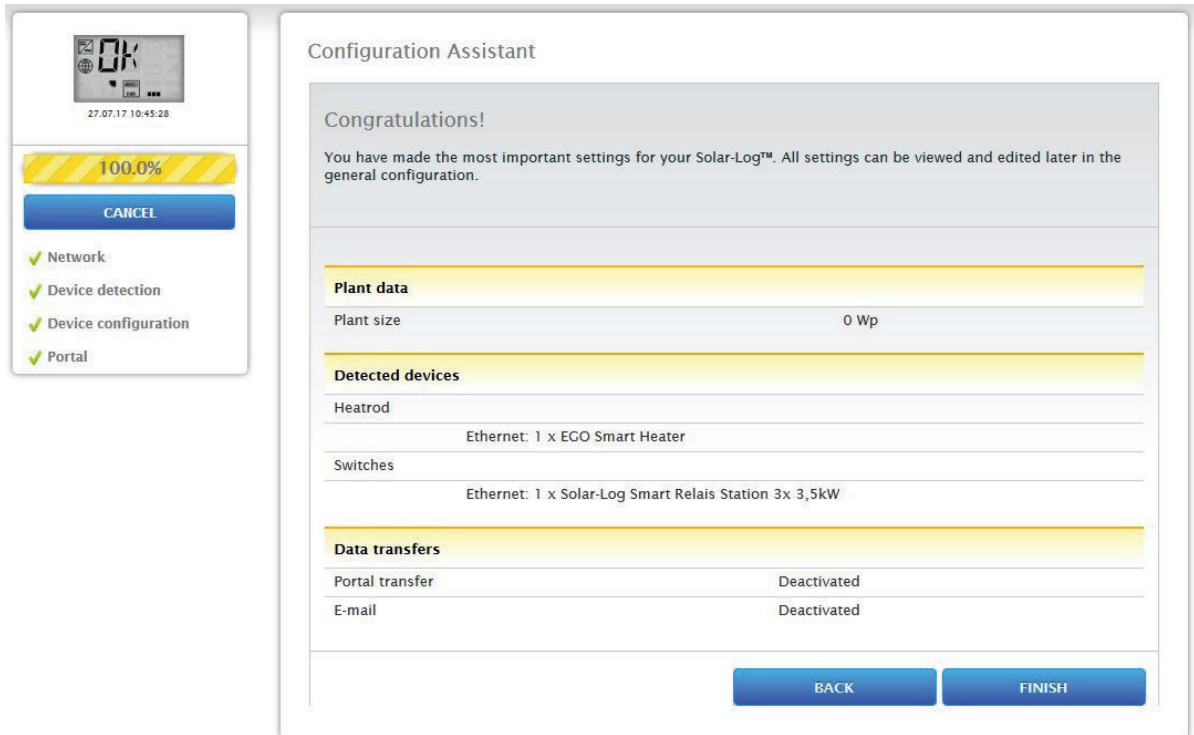 OK
27.07.17 10:45:28
100.0%
CANCEL
Network
Device detection
Device configuration
Portal
Configuration Assistant
Congratulations!
You have made the most important settings for your Solar-Log™. All settings can be viewed and edited later in the
general configuration.
Plant data
Plant size 0 Wp
Detected devices
Heatrod
Ethernet: 1 x EGO Smart Heater
Switches
Ethernet: 1 x Solar-Log Smart Relais Station 3x 3,5kW
Data transfers
Portal transfer Deactivated
E-mail Deactivated
BACK FINISH